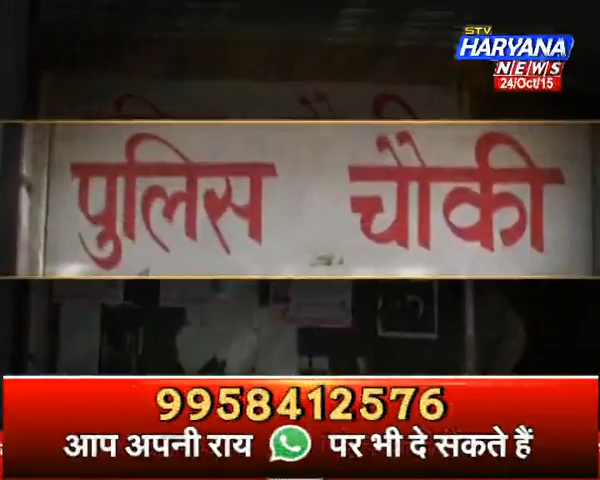 STV
HARYANA
NEWS
24/Oct/15
पुलिस चौकी
9958412576
आप अपनी राय पर भी दे सकते हैं